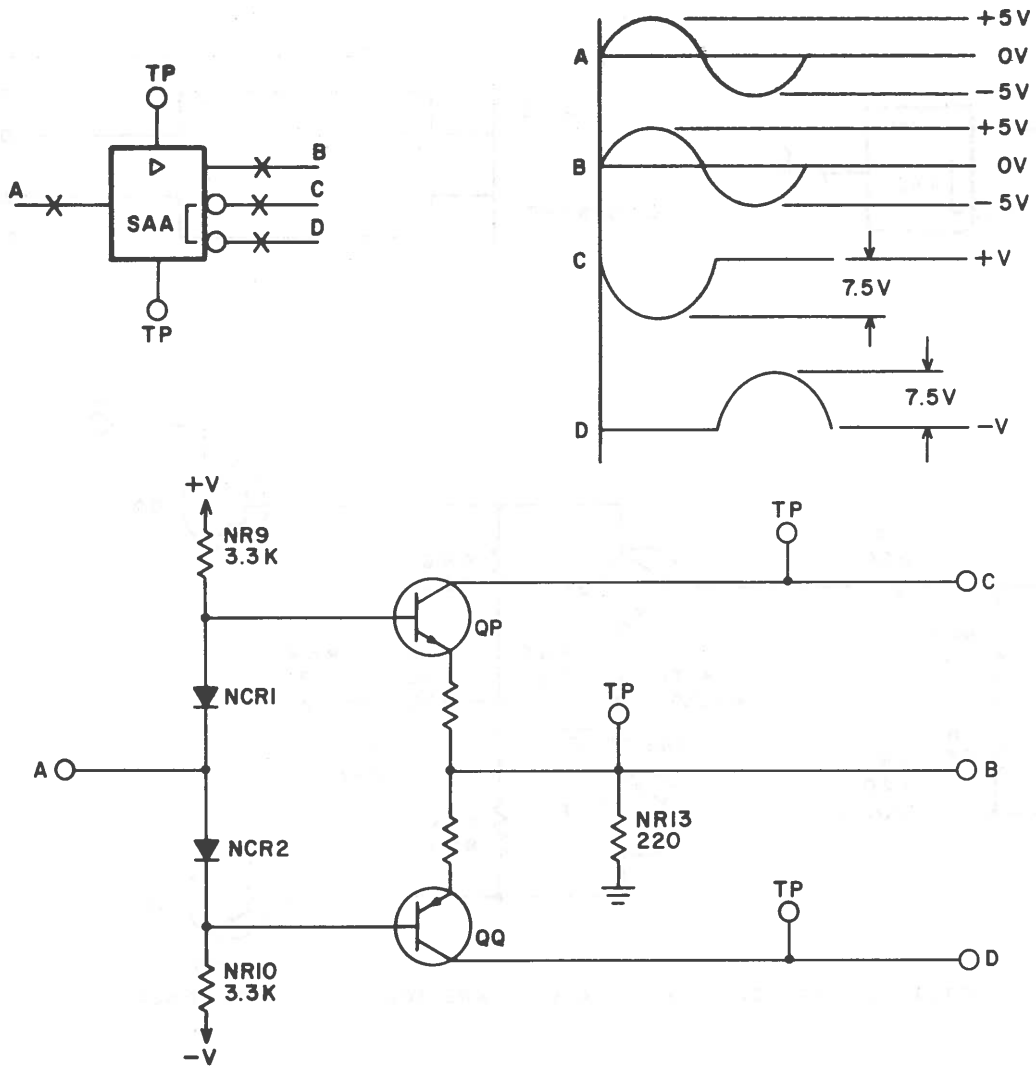 TP
A
B
C
D
SAA
TP
A
+5V
0V
-5V
B
+5V
0V
-5V
C
+V
7.5V
D
7.5V
-V
+V
NR9
3.3K
QP
TP
C
NCR1
TP
A
B
NCR2
NR13
220
TP
QQ
D
NR10
3.3K
-V